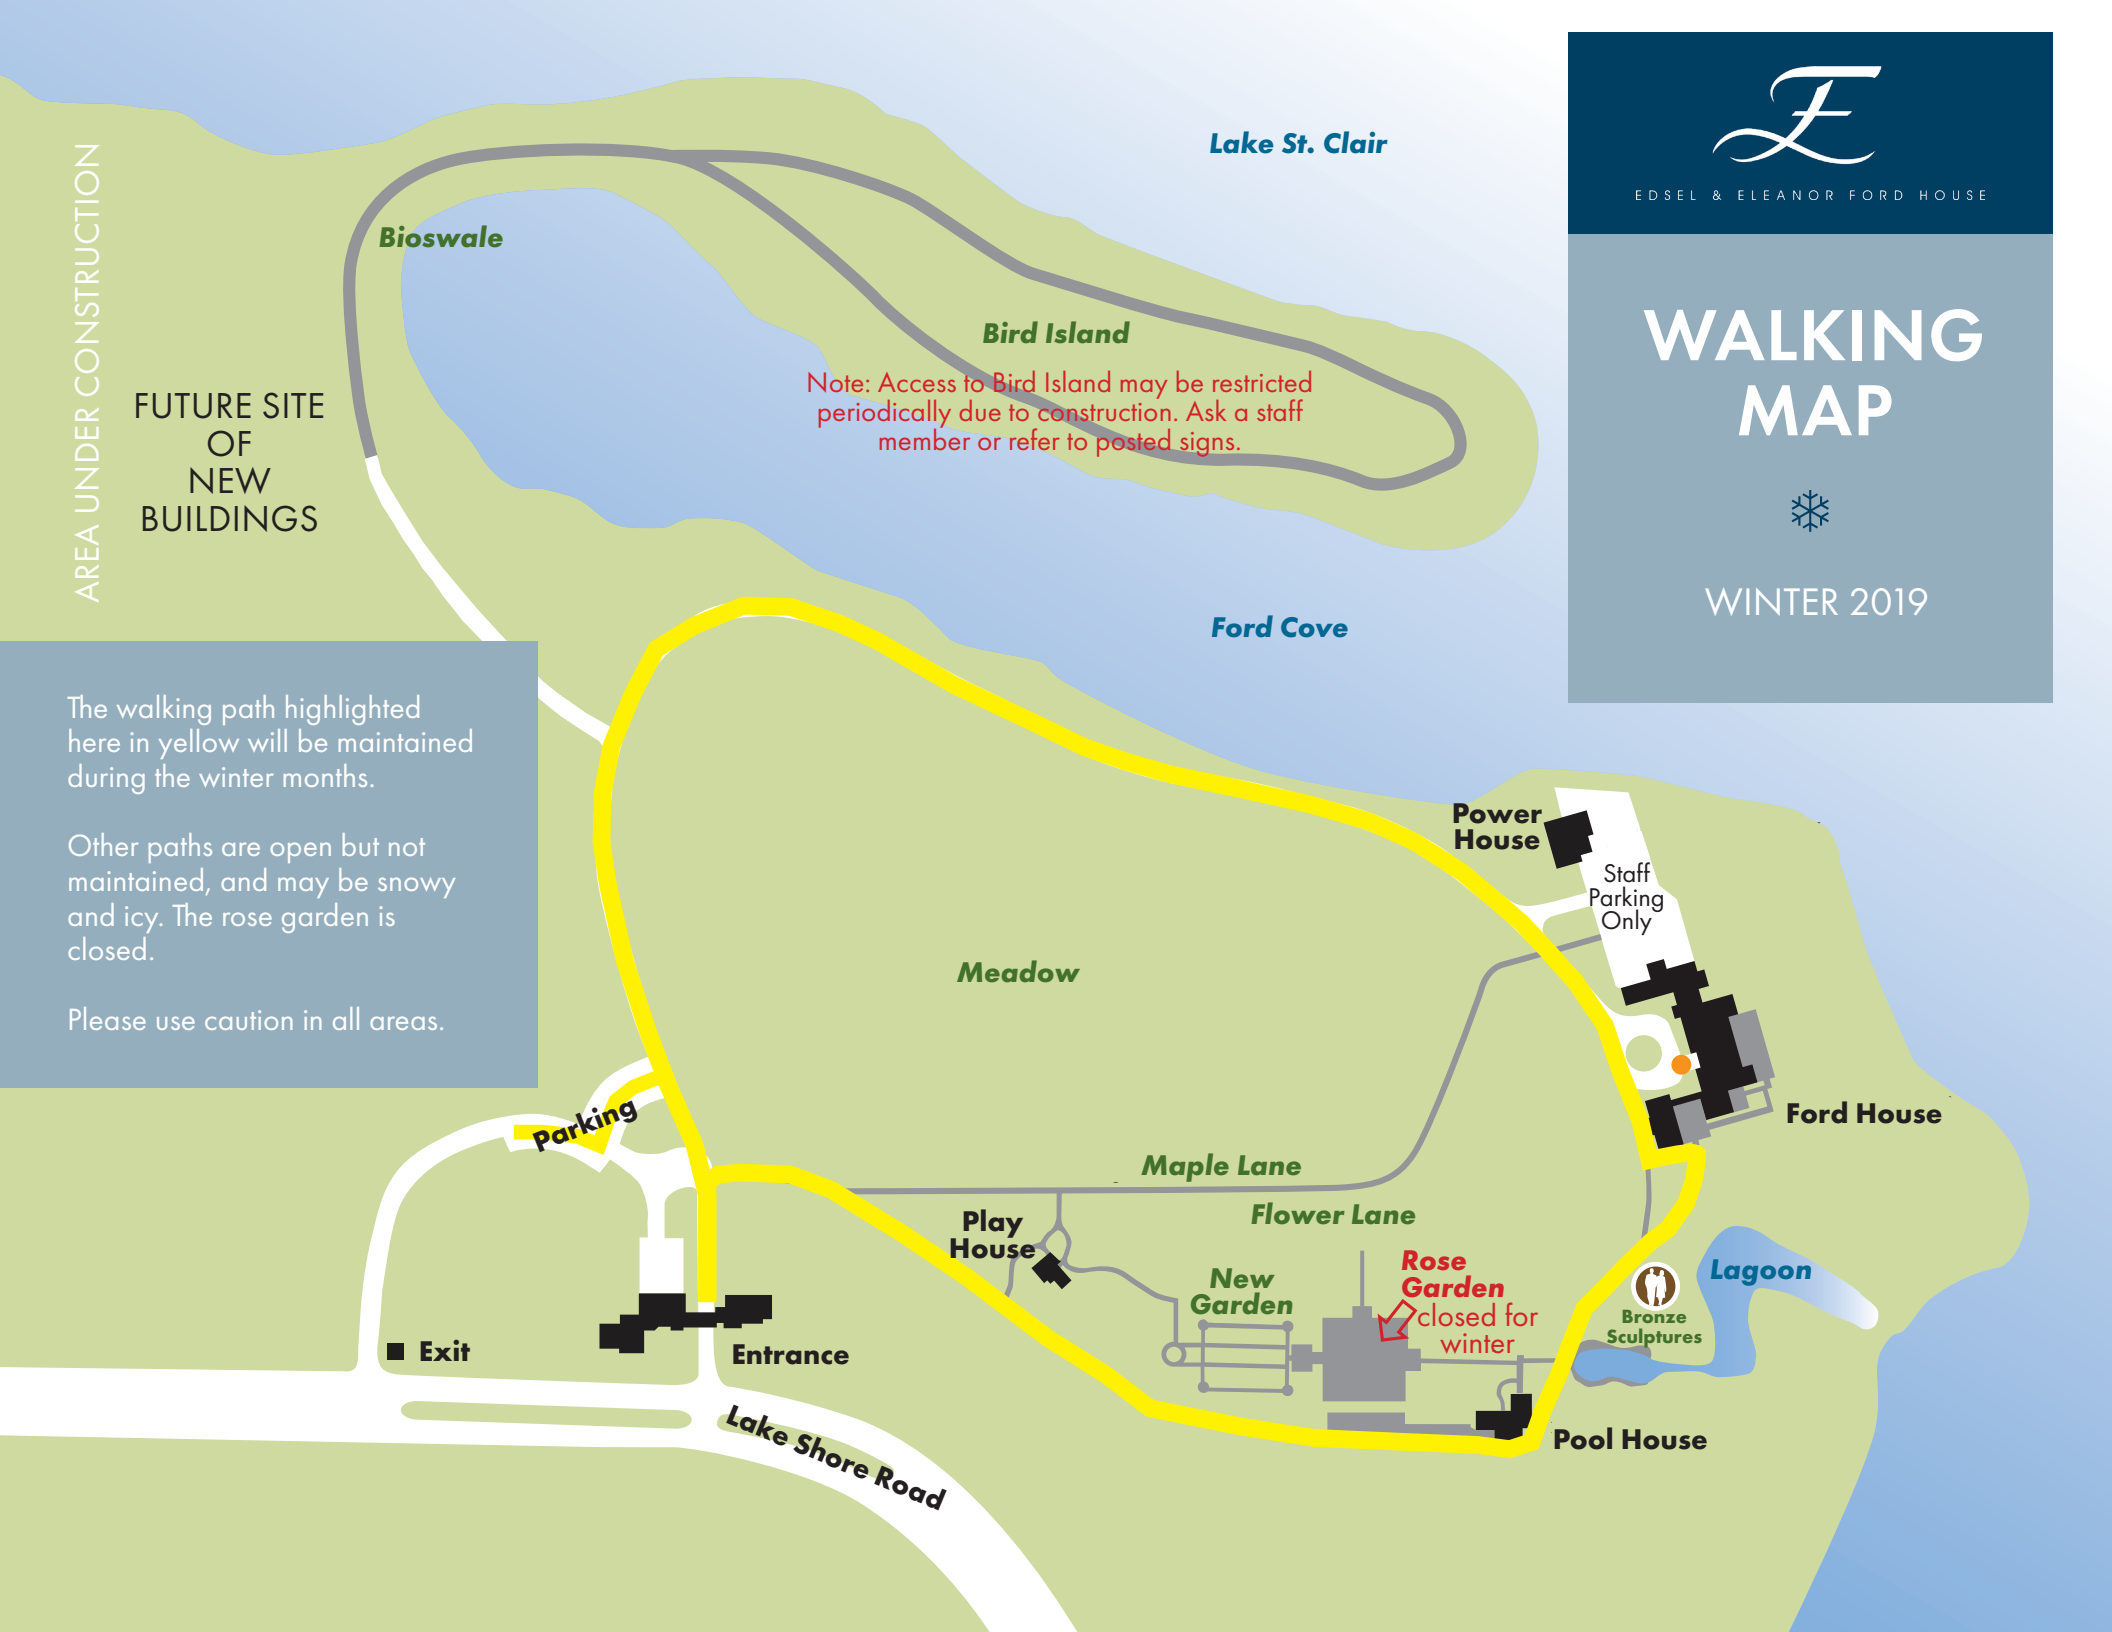 EDSEL & ELEANOR FORD HOUSE
WALKING
MAP
WINTER 2019
Lake St. Clair
AREA UNDER CONSTRUCTION
Bioswale
FUTURE SITE
OF
NEW
BUILDINGS
Bird Island
Note: Access to Bird Island may be restricted
periodically due to construction. Ask a staff
member or refer to posted signs.
Ford Cove
The walking path highlighted
here in yellow will be maintained
during the winter months.
Other paths are open but not
maintained, and may be snowy
and icy. The rose garden is
closed.
Please use caution in all areas.
Power
House
Staff
Parking
Only
Meadow
Parking
Ford House
Maple Lane
Flower Lane
Play
House
New
Garden
Rose
Garden
closed for
winter
Lagoon
Bronze
Sculptures
Exit
Entrance
Pool House
Lake Shore Road